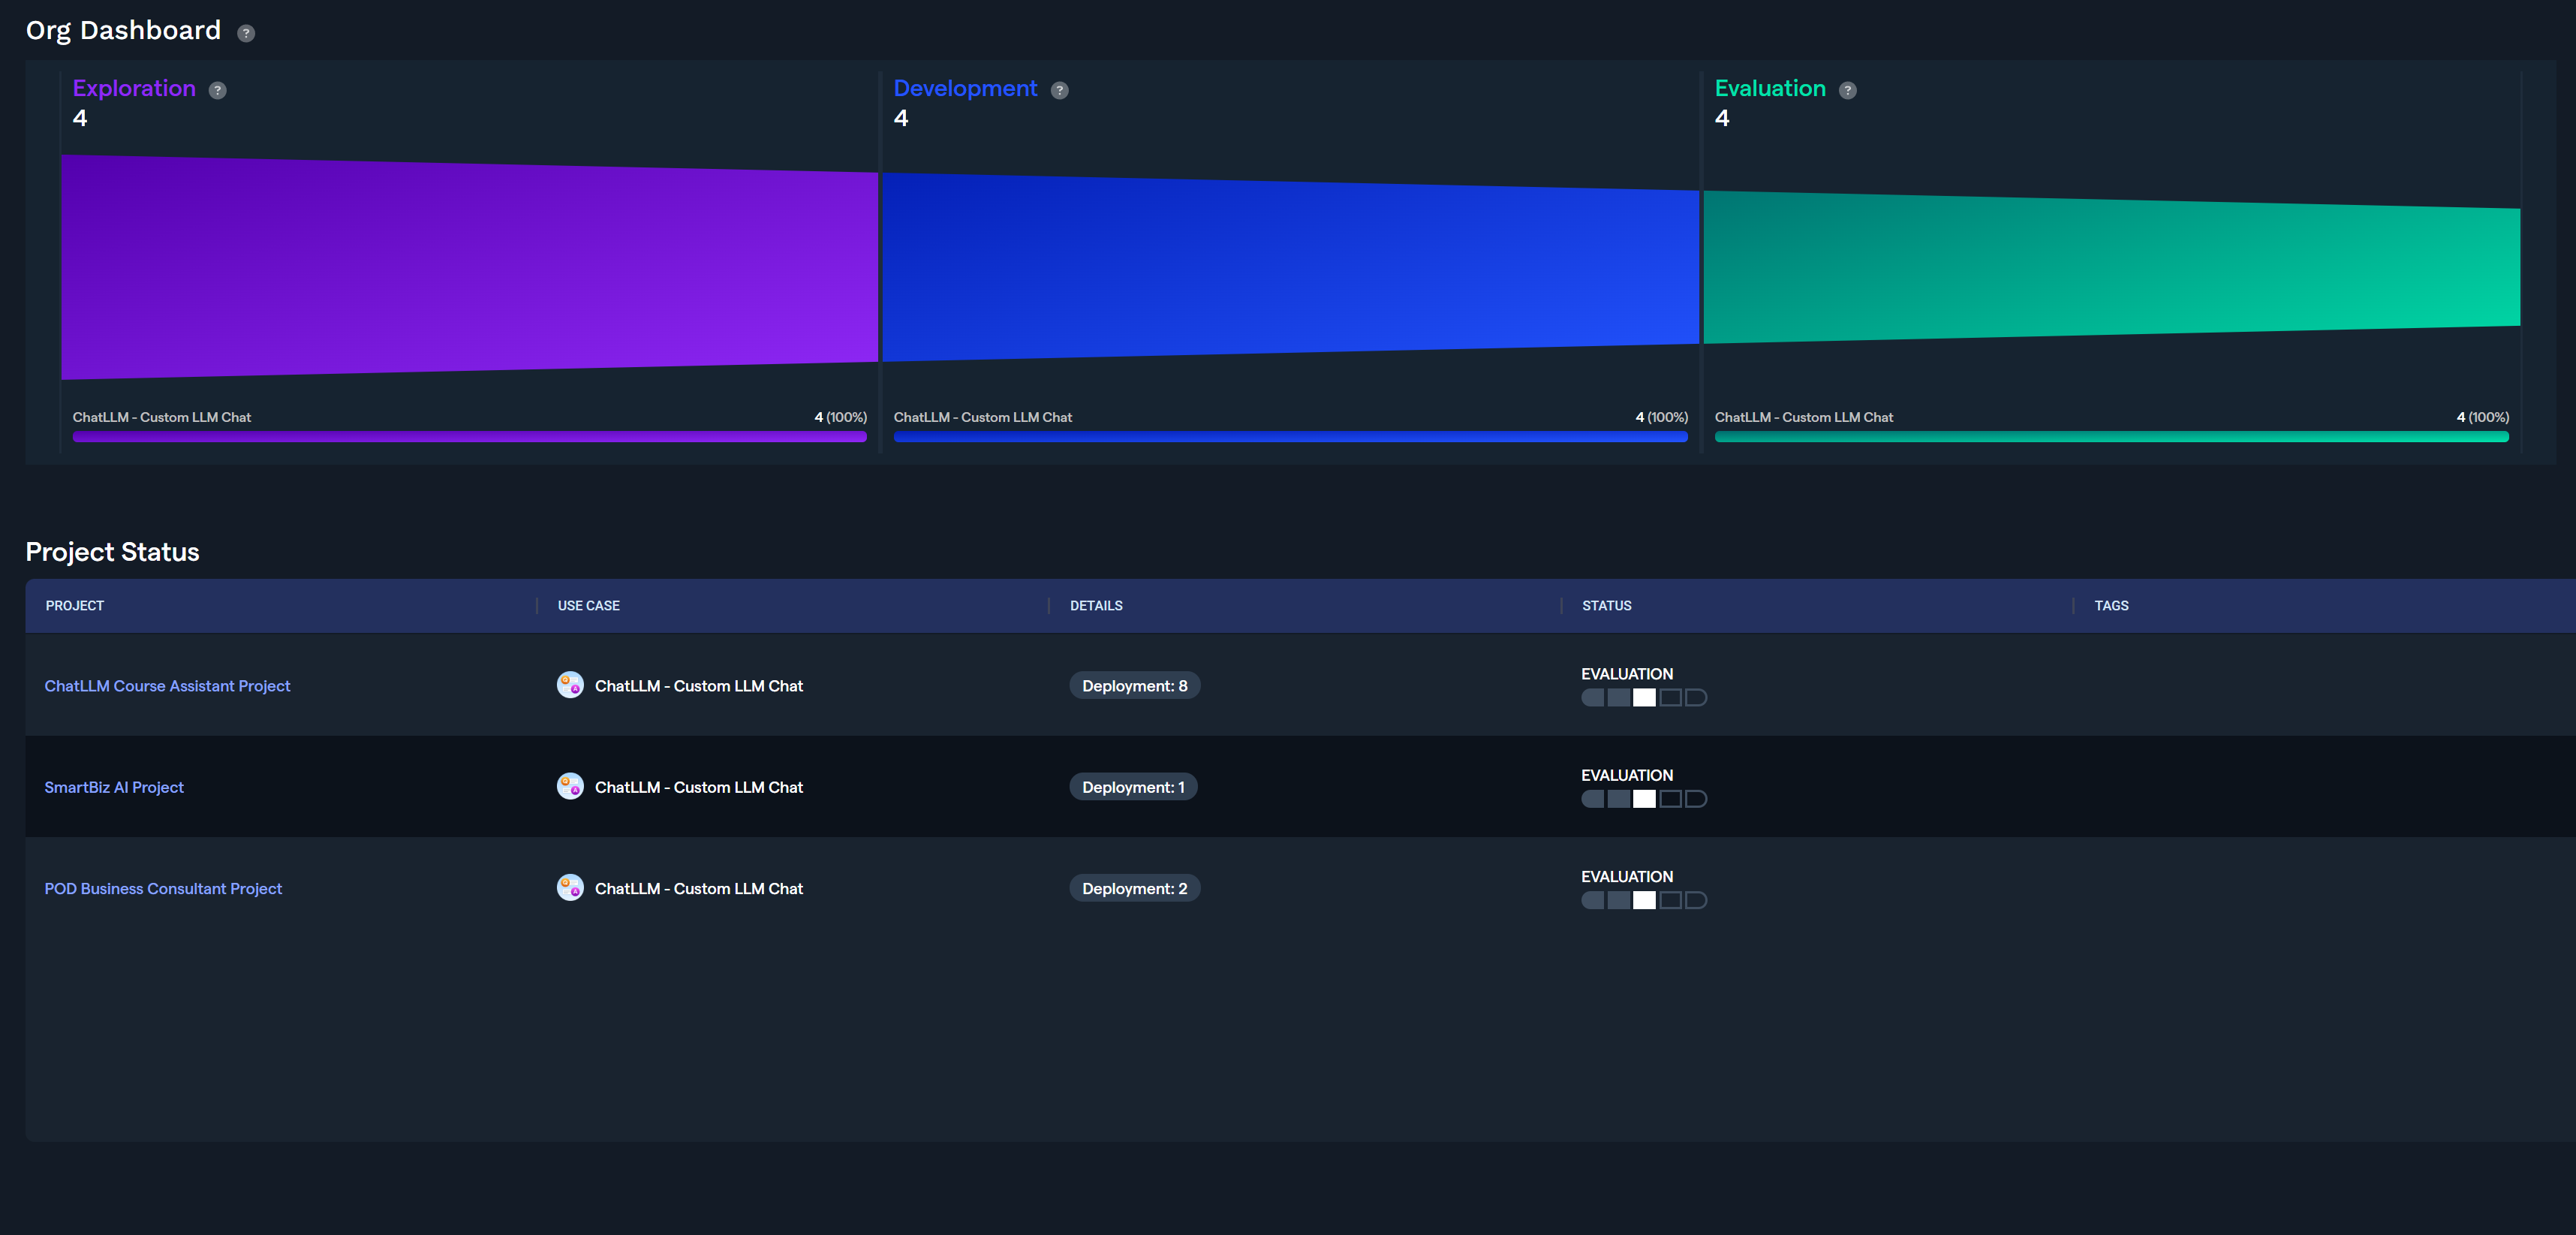 Org Dashboard ?
Exploration ?
4
Development ?
4
Evaluation ?
4
ChatLLM - Custom LLM Chat 4 (100%)
ChatLLM - Custom LLM Chat 4 (100%)
ChatLLM - Custom LLM Chat 4 (100%)
Project Status
PROJECT USE CASE DETAILS STATUS TAGS
ChatLLM Course Assistant Project ChatLLM - Custom LLM Chat Deployment: 8 EVALUATION
SmartBiz AI Project ChatLLM - Custom LLM Chat Deployment: 1 EVALUATION
POD Business Consultant Project ChatLLM - Custom LLM Chat Deployment: 2 EVALUATION